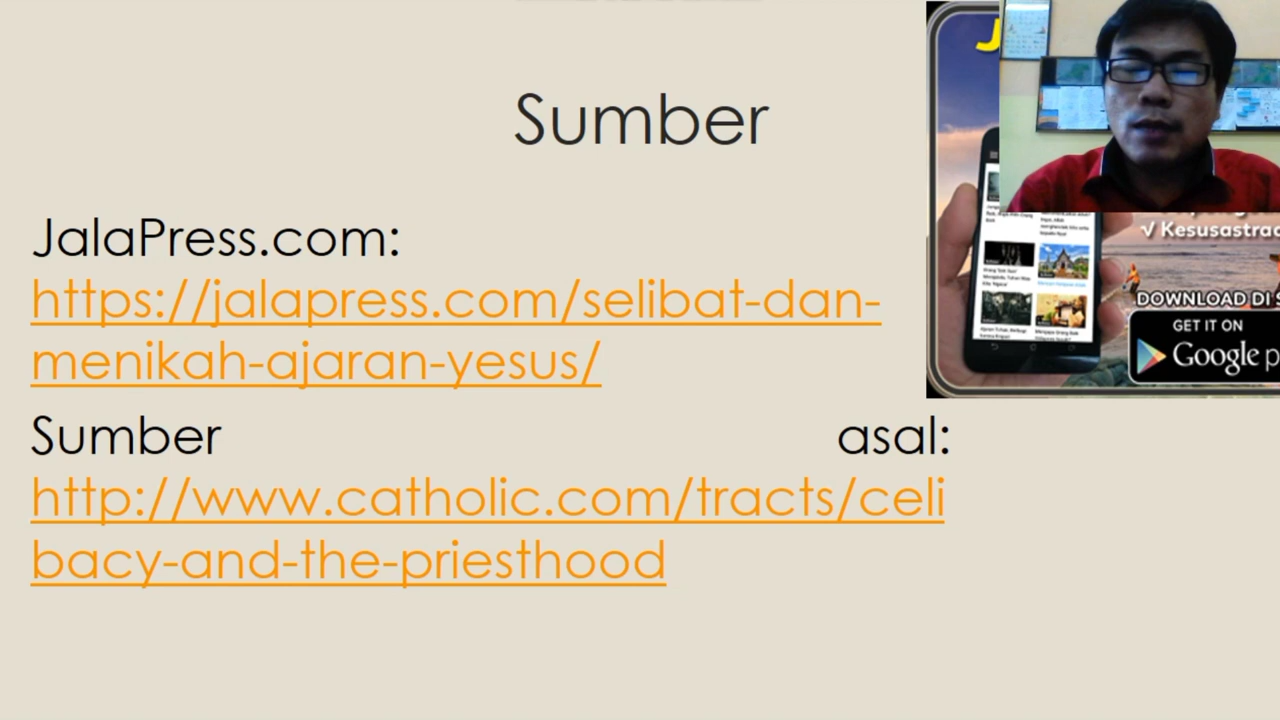 Sumber
JalaPress.com:
https://jalapress.com/selibat-dan-
menikah-ajaran-yesus/
Sumber asal:
http://www.catholic.com/tracts/celi
bacy-and-the-priesthood
J
√ Kesusastra
DOWNLOAD DI S
GET IT ON
Google p